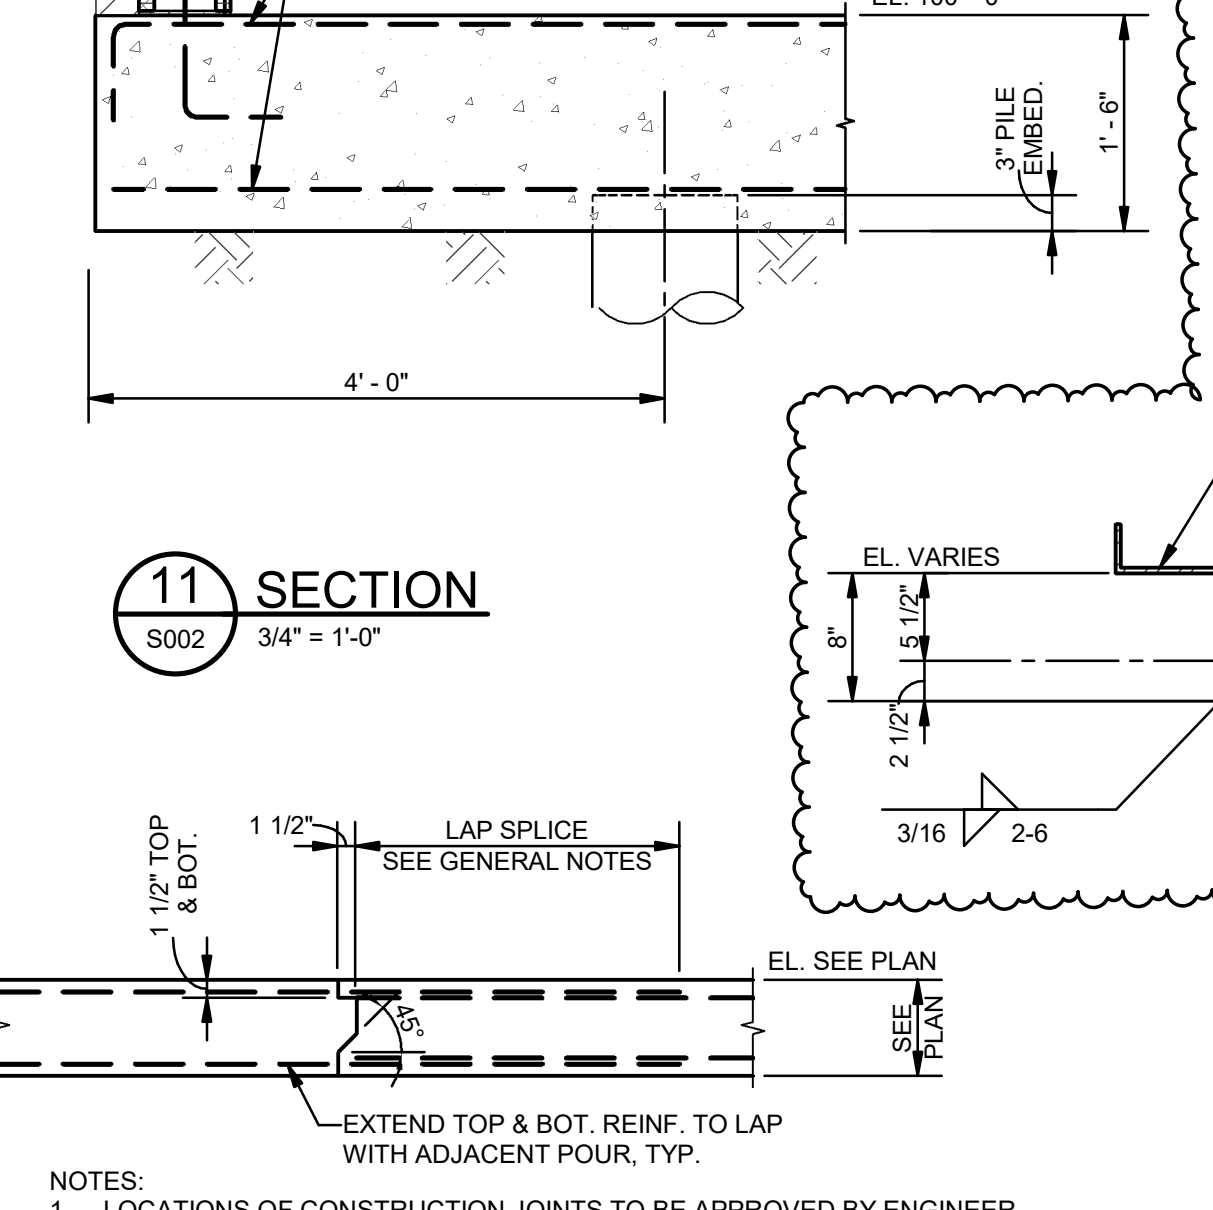 3" PILE
EMBED.
1' - 6"
4' - 0"
11
S002
SECTION
3/4" = 1'-0"
EL. VARIES
8"
5 1/2"
2 1/2"
3/16
2-6
1 1/2" TOP
& BOT.
1 1/2"
LAP SPLICE
SEE GENERAL NOTES
EL. SEE PLAN
45°
SEE
PLAN
EXTEND TOP & BOT. REINF. TO LAP
WITH ADJACENT POUR, TYP.
NOTES:
1. LOCATIONS OF CONSTRUCTION JOINTS TO BE APPROVED BY ENGINEER